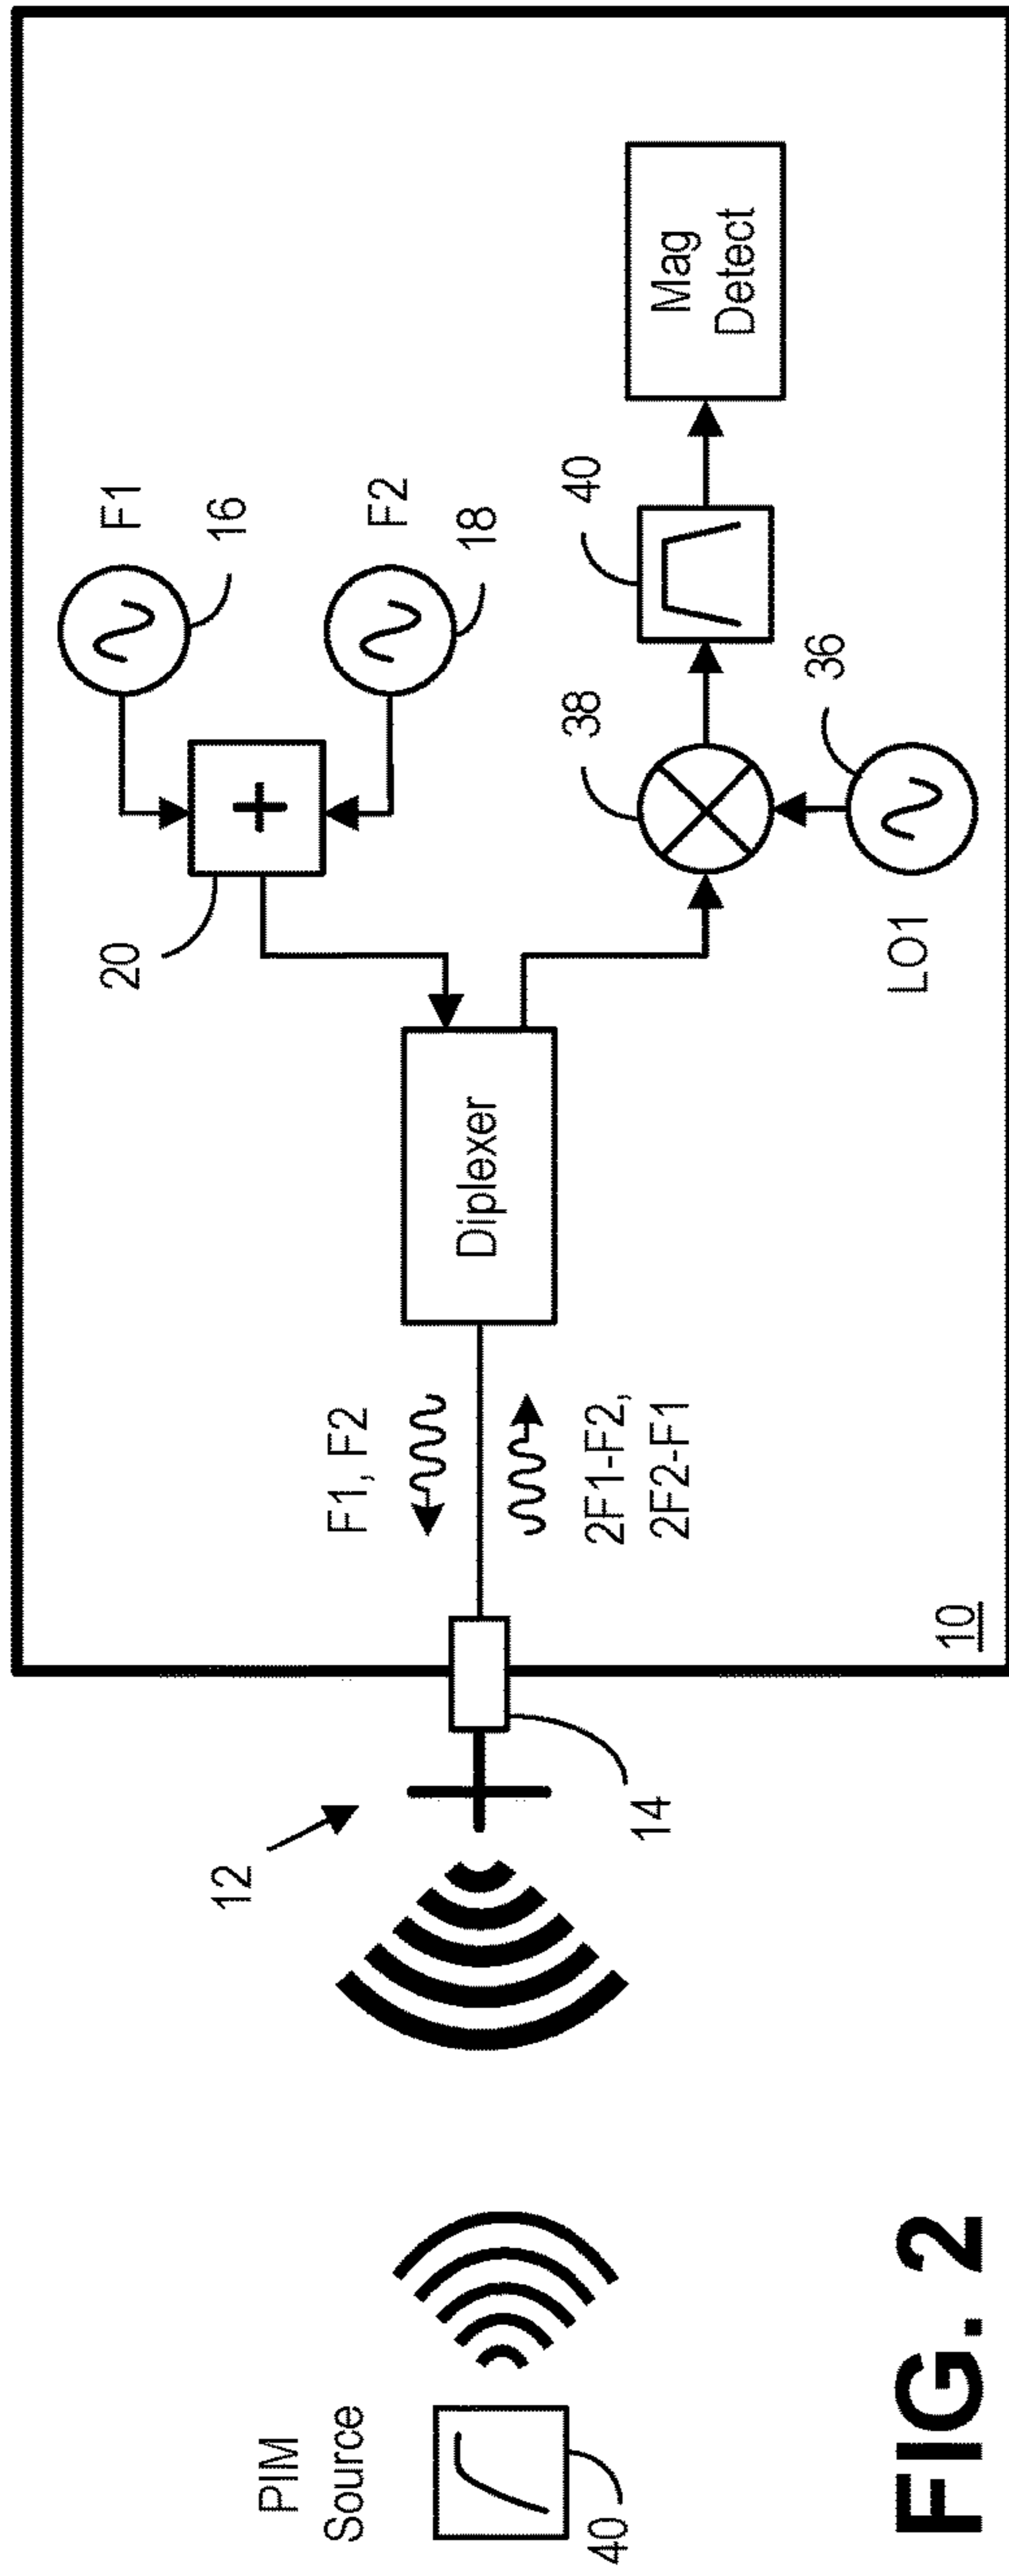 PIM
Source
40
12
14
10
F1, F2
2F1-F2,
2F2-F1
Diplexer
20
F1
16
F2
18
38
LO1
36
40
Mag
Detect
FIG. 2